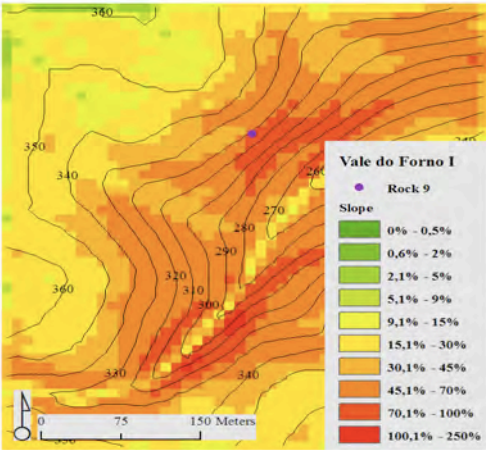 360
350
340
360
320
310
300
330
290
280
270
260
340
Vale do Forno I
Rock 9
Slope
0% - 0,5%
0,6% - 2%
2,1% - 5%
5,1% - 9%
9,1% - 15%
15,1% - 30%
30,1% - 45%
45,1% - 70%
70,1% - 100%
100,1% - 250%
0 75 150 Meters